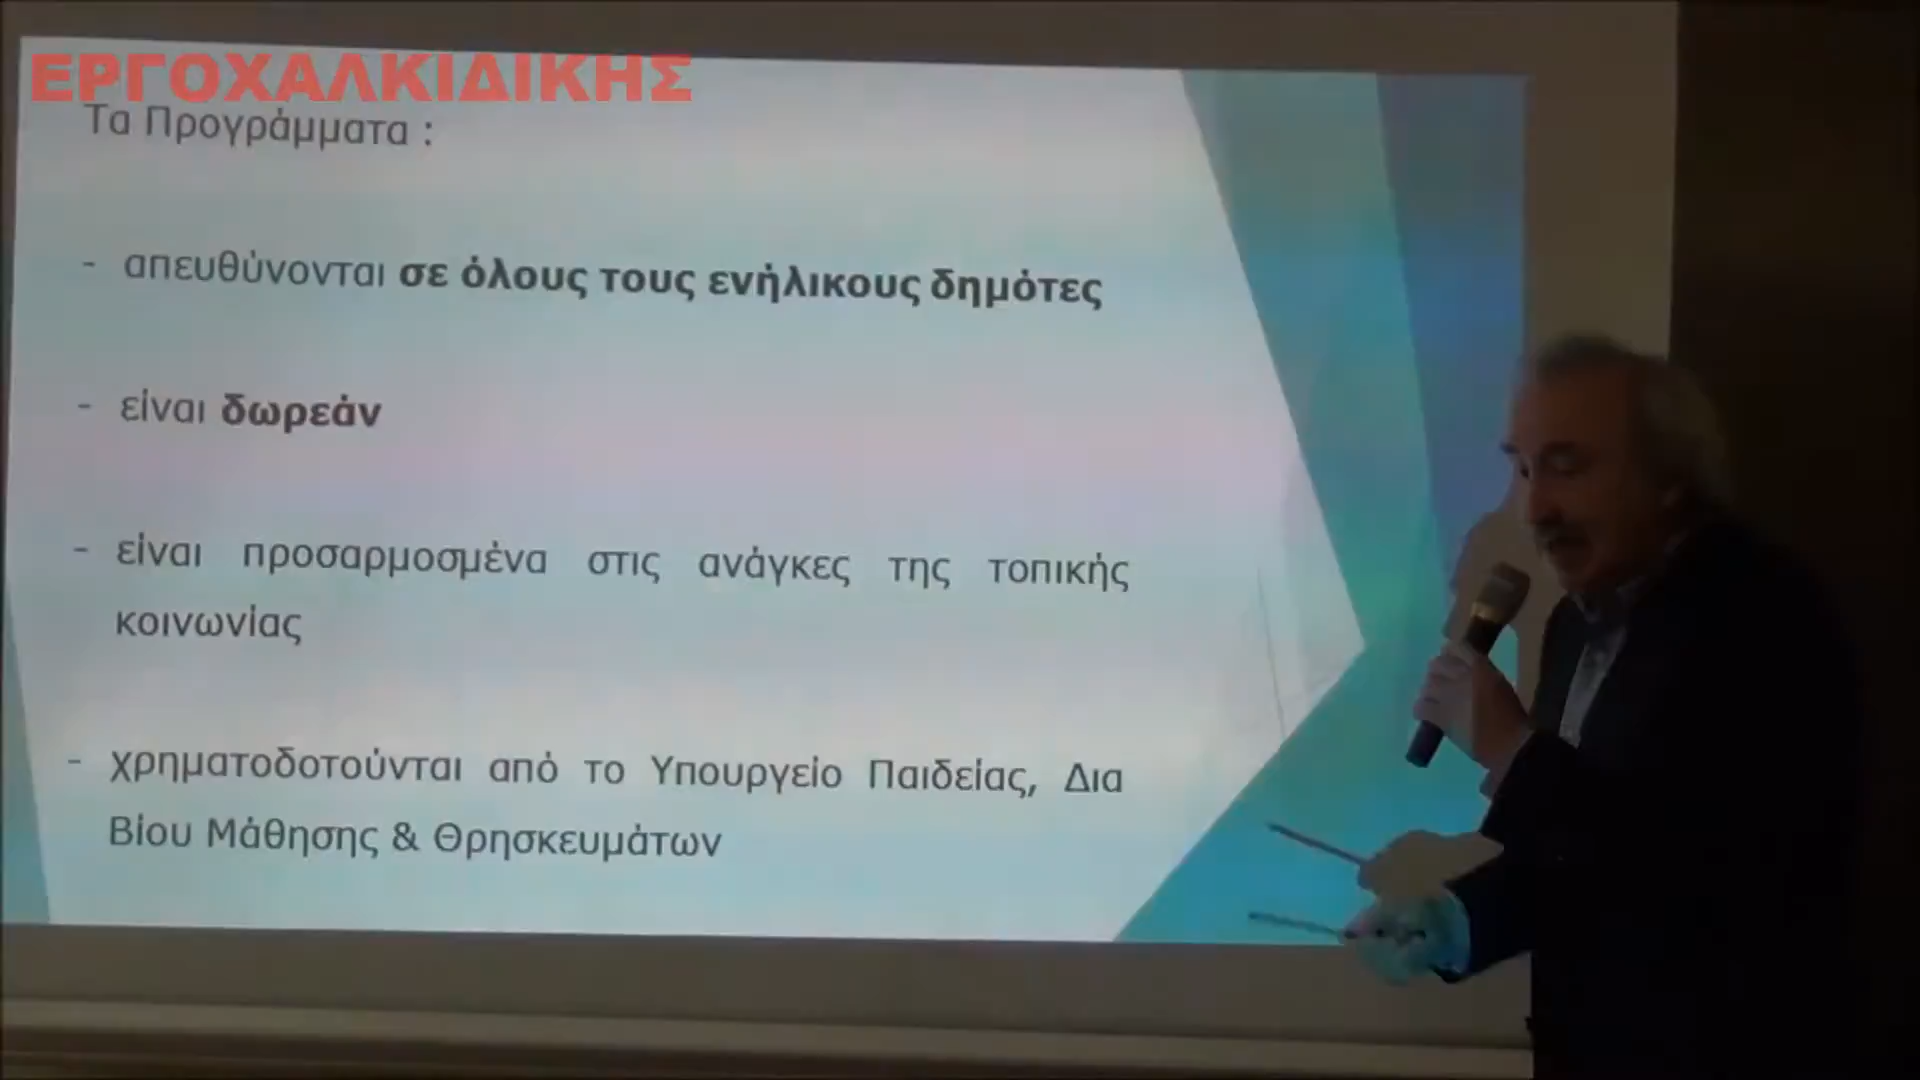 ΕΡΓΟΧΑΛΚΙΔΙΚΗΣ
Τα Προγράμματα :
- απευθύνονται σε όλους τους ενήλικους δημότες
- είναι δωρεάν
- είναι προσαρμοσμένα στις ανάγκες της τοπικής
κοινωνίας
- χρηματοδοτούνται από το Υπουργείο Παιδείας, Δια
Βίου Μάθησης & Θρησκευμάτων